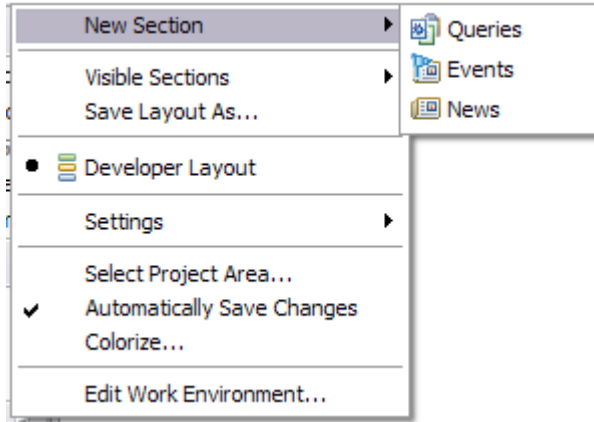 New Section
Queries
Events
News
Visible Sections
Save Layout As...
Developer Layout
Settings
Select Project Area...
Automatically Save Changes
Colorize...
Edit Work Environment...